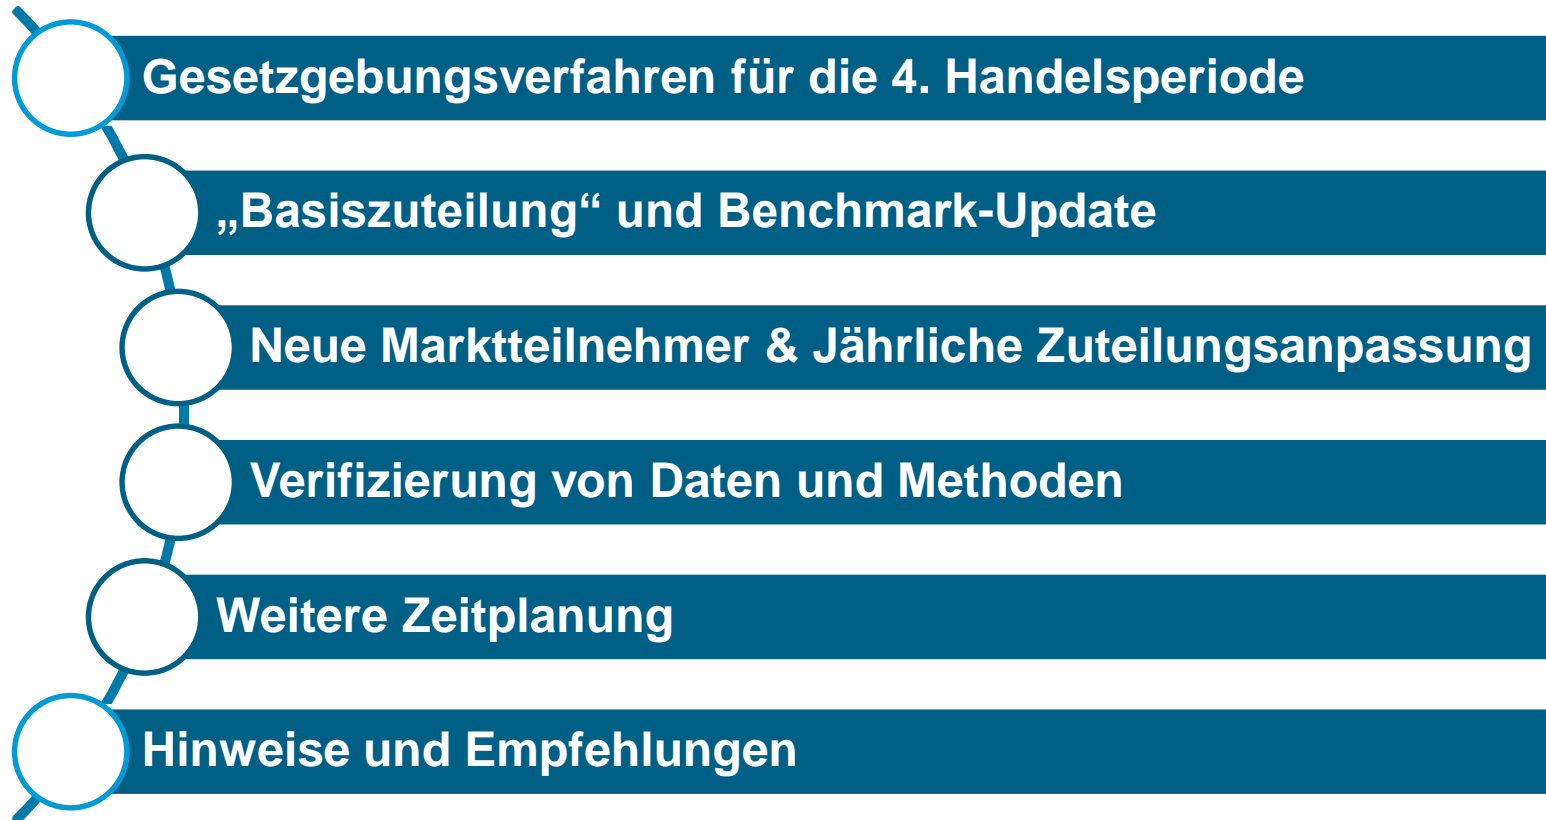 Gesetzgebungsverfahren für die 4. Handelsperiode
„Basiszuteilung“ und Benchmark-Update
Neue Marktteilnehmer & Jährliche Zuteilungsanpassung
Verifizierung von Daten und Methoden
Weitere Zeitplanung
Hinweise und Empfehlungen